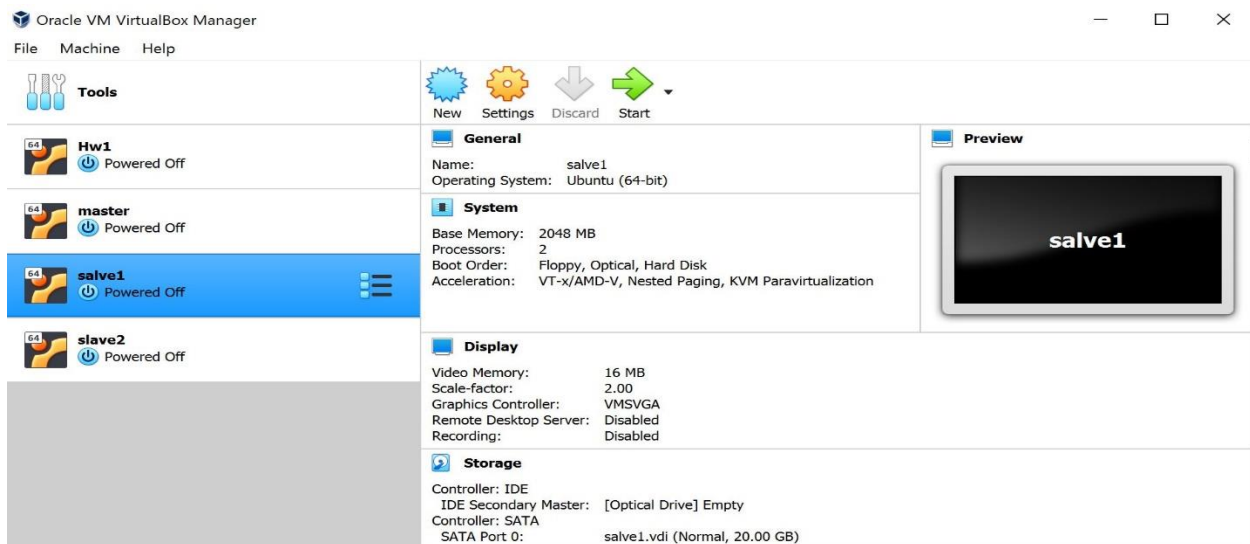 Oracle VM VirtualBox Manager
File Machine Help
Tools
New Settings Discard Start
64
Hw1
Powered Off
64
master
Powered Off
64
salve1
Powered Off
64
slave2
Powered Off
General
Name: salve1
Operating System: Ubuntu (64-bit)
System
Base Memory: 2048 MB
Processors: 2
Boot Order: Floppy, Optical, Hard Disk
Acceleration: VT-x/AMD-V, Nested Paging, KVM Paravirtualization
Preview
salve1
Display
Video Memory: 16 MB
Scale-factor: 2.00
Graphics Controller: VMSVGA
Remote Desktop Server: Disabled
Recording: Disabled
Storage
Controller: IDE
IDE Secondary Master: [Optical Drive] Empty
Controller: SATA
SATA Port 0: salve1.vdi (Normal, 20.00 GB)